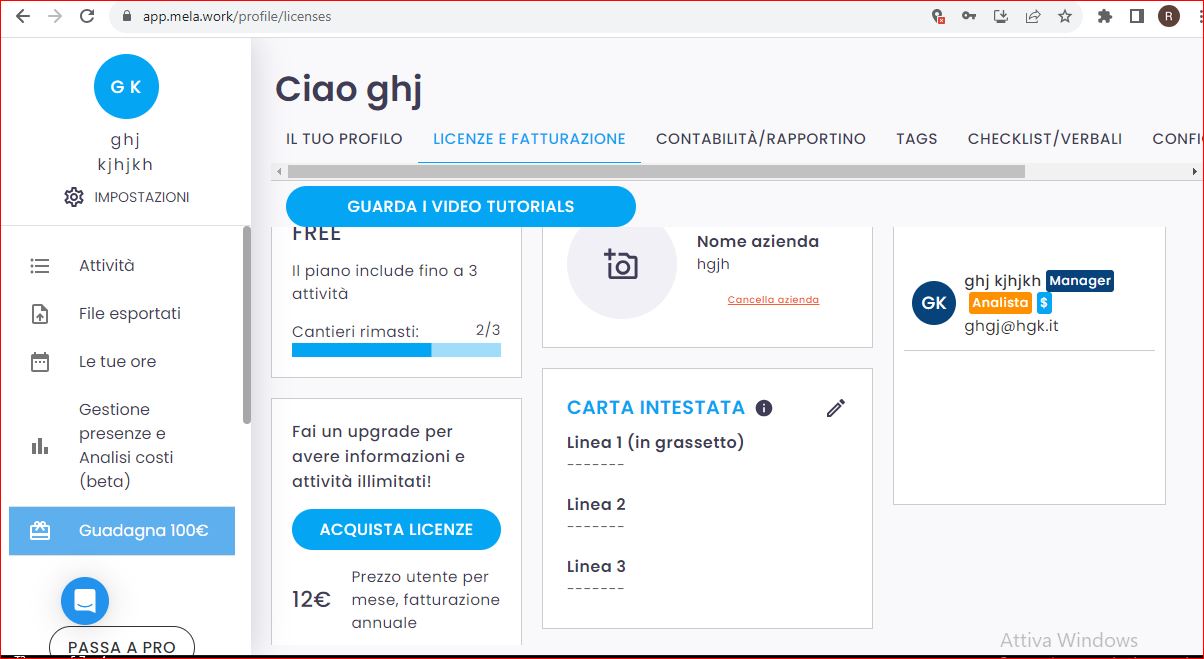 app.mela.work/profile/licenses
R
G K
ghj
kjhjkh
IMPOSTAZIONI
Attività
File esportati
Le tue ore
Gestione
presenze e
Analisi costi
(beta)
Guadagna 100€
PASSA A PRO
Ciao ghj
IL TUO PROFILO
LICENZE E FATTURAZIONE
CONTABILITÀ/RAPPORTINO
TAGS
CHECKLIST/VERBALI
CONFI
GUARDA I VIDEO TUTORIALS
FREE
Il piano include fino a 3
attività
Cantieri rimasti: 2/3
Fai un upgrade per
avere informazioni e
attività illimitati!
ACQUISTA LICENZE
12€
Prezzo utente per
mese, fatturazione
annuale
Nome azienda
hgjh
Cancella azienda
CARTA INTESTATA
Linea 1 (in grassetto)
-------
Linea 2
-------
Linea 3
-------
GK
ghj kjhjkh Manager
Analista $
ghgj@hgk.it
Attiva Windows